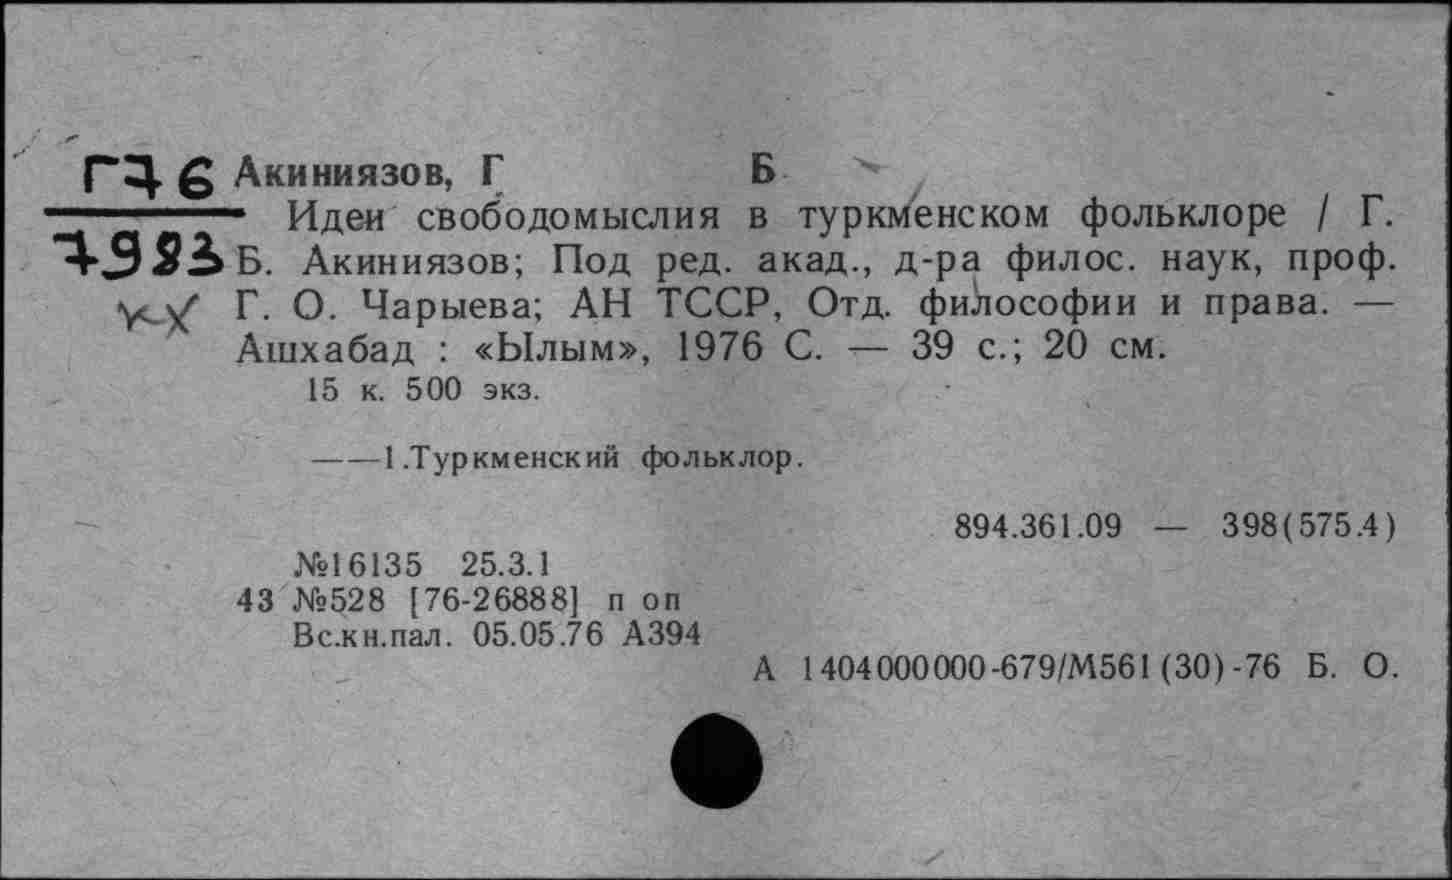 Г76 Акиниязов, Г Б
Идеи свободомыслия в туркменском фольклоре / Г.
7983 Б. Акиниязов; Под ред. акад., д-ра филос. наук, проф.
Г. О. Чарыева; АН ТССР, Отд. философии и права. —
Ашхабад : «Ылым», 1976 С. — 39 с.; 20 см.
15 к. 500 экз.
——1.Туркменский фольклор.
894.361.09 — 398(575.4)
№16135 25.3.1
43 №528 [76-26888] п оп
Вс.кн.пал. 05.05.76 А394
А 1404000000-679/М561(30)-76 Б. О.